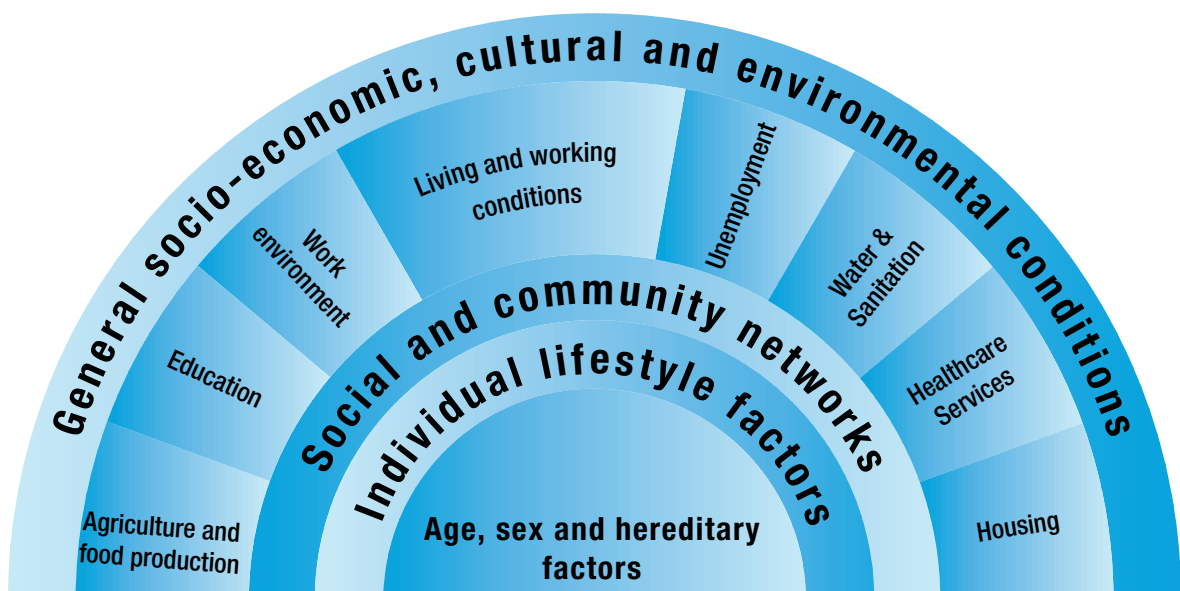 General socio-economic, cultural and environmental conditions
Agriculture and
food production
Education
Work
environment
Living and working
conditions
Unemployment
Water &
Sanitation
Healthcare
Services
Housing
Social and community networks
Individual lifestyle factors
Age, sex and hereditary
factors